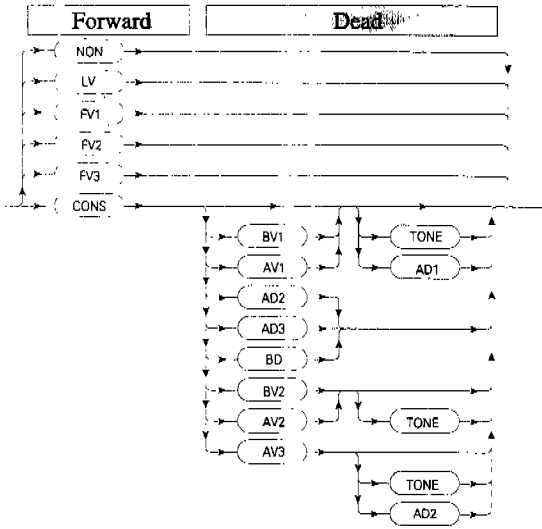 Forward Dead
NON
LV
FV1
FV2
FV3
CONS
BV1 TONE
AV1 AD1
AD2
AD3
BD
BV2
AV2 TONE
AV3
TONE
AD2